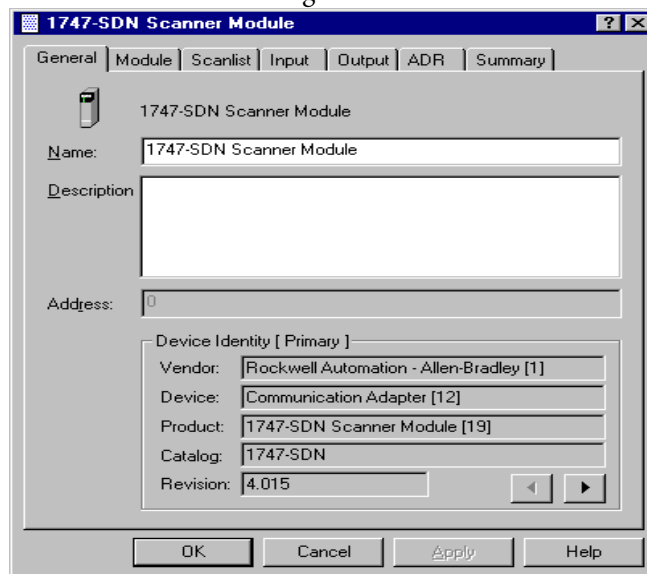 1747-SDN Scanner Module
General Module Scanlist Input Output ADR Summary
1747-SDN Scanner Module
Name: 1747-SDN Scanner Module
Description
Address: 0
Device Identity [ Primary ]
Vendor: Rockwell Automation - Allen-Bradley [1]
Device: Communication Adapter [12]
Product: 1747-SDN Scanner Module [19]
Catalog: 1747-SDN
Revision: 4.015
OK Cancel Apply Help